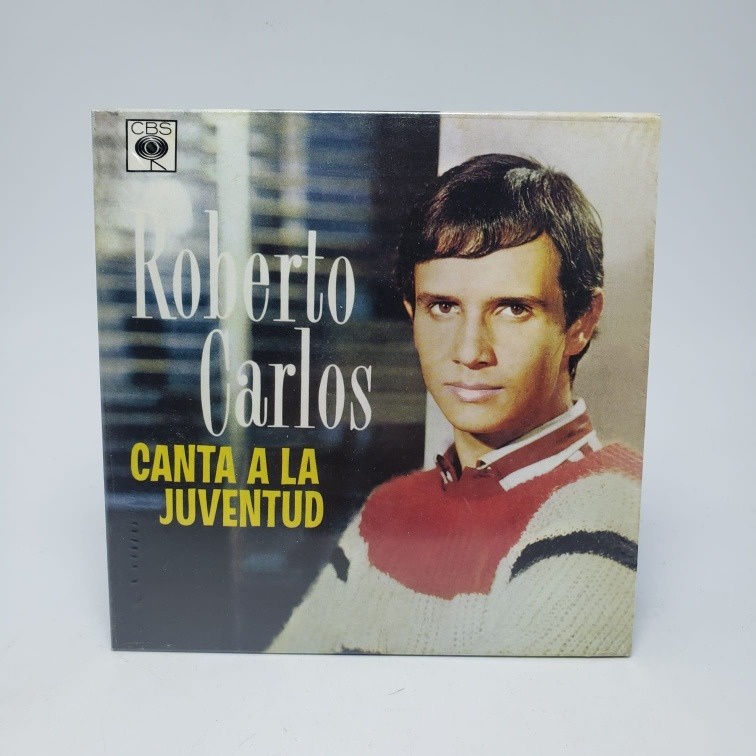 CBS
Roberto
Carlos
CANTA A LA
JUVENTUD